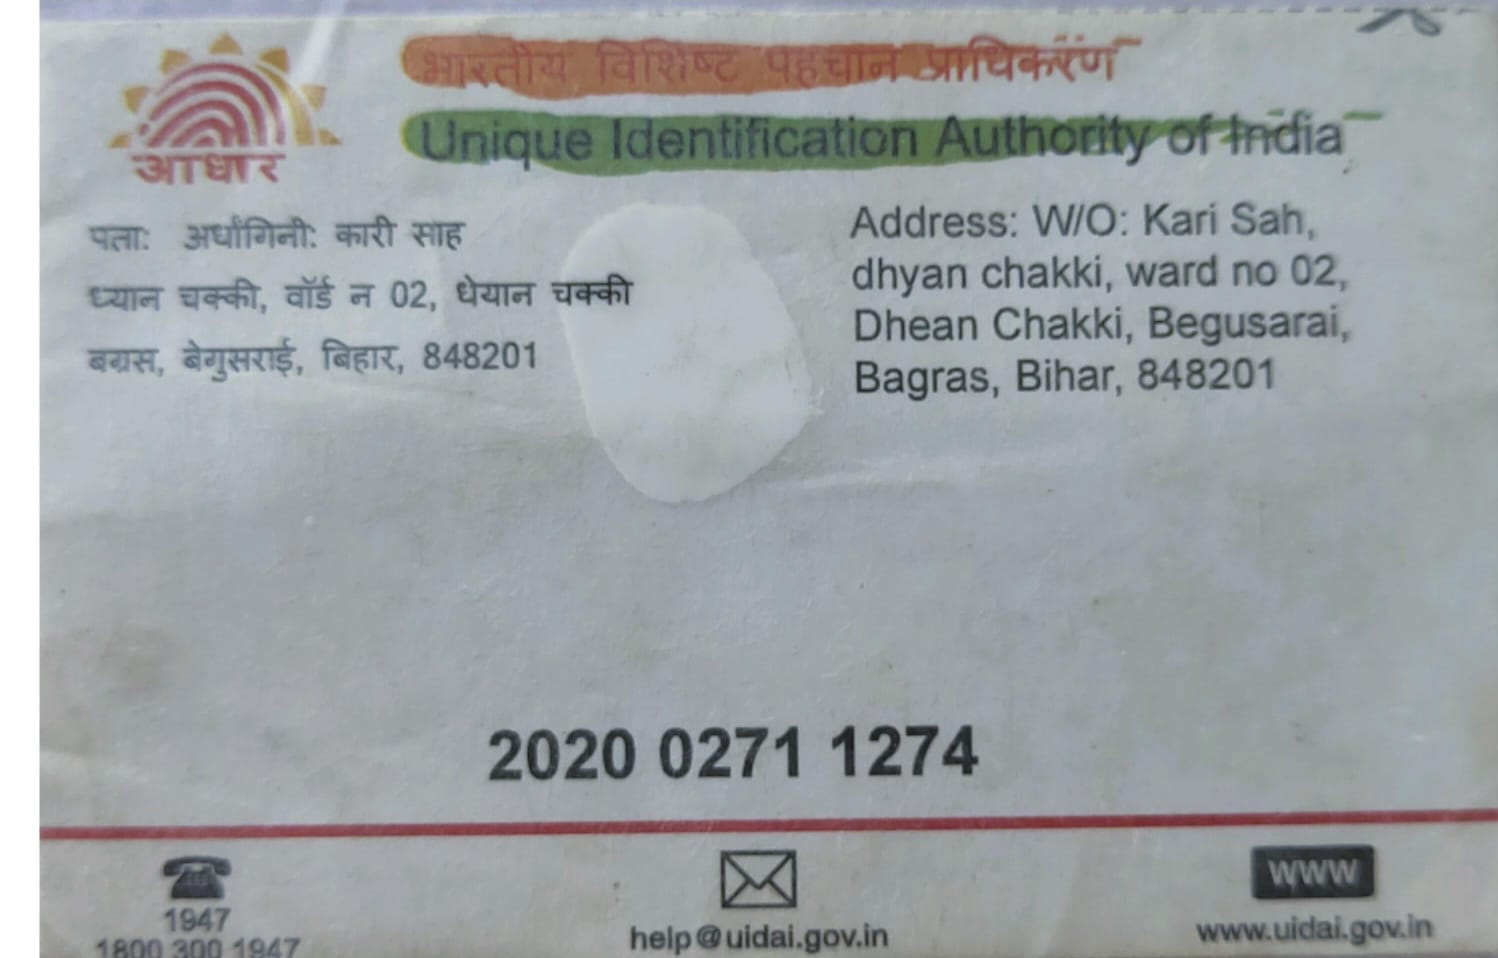 भारतीय विशिष्ट पहचान प्राधिकरण
Unique Identification Authority of India
आधार
पता: अर्धांगिनी: कारी साह
ध्यान चक्की, वॉर्ड न 02, धेयान चक्की
बग्रस, बेगुसराई, बिहार, 848201
Address: W/O: Kari Sah,
dhyan chakki, ward no 02,
Dhean Chakki, Begusarai,
Bagras, Bihar, 848201
2020 0271 1274
1947
1800 300 1947
help@uidai.gov.in
www
www.uidai.gov.in